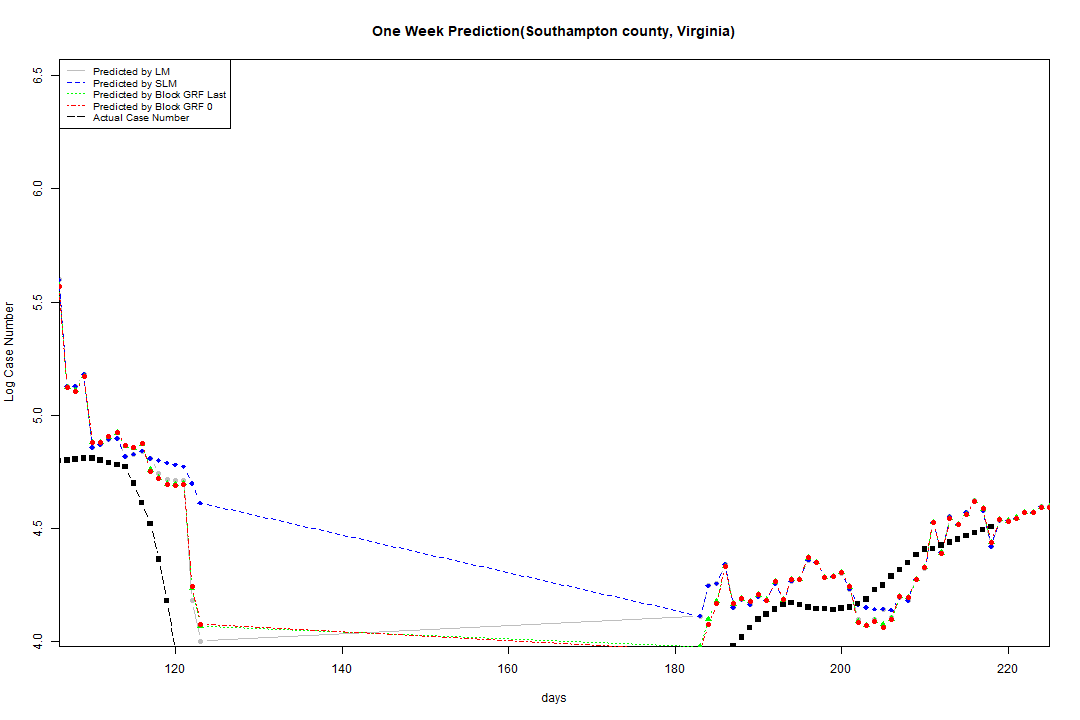 One Week Prediction(Southampton county, Virginia)
Predicted by LM
Predicted by SLM
Predicted by Block GRF Last
Predicted by Block GRF 0
Actual Case Number
6.5
6.0
5.5
5.0
4.5
4.0
Log Case Number
120 140 160 180 200 220
days